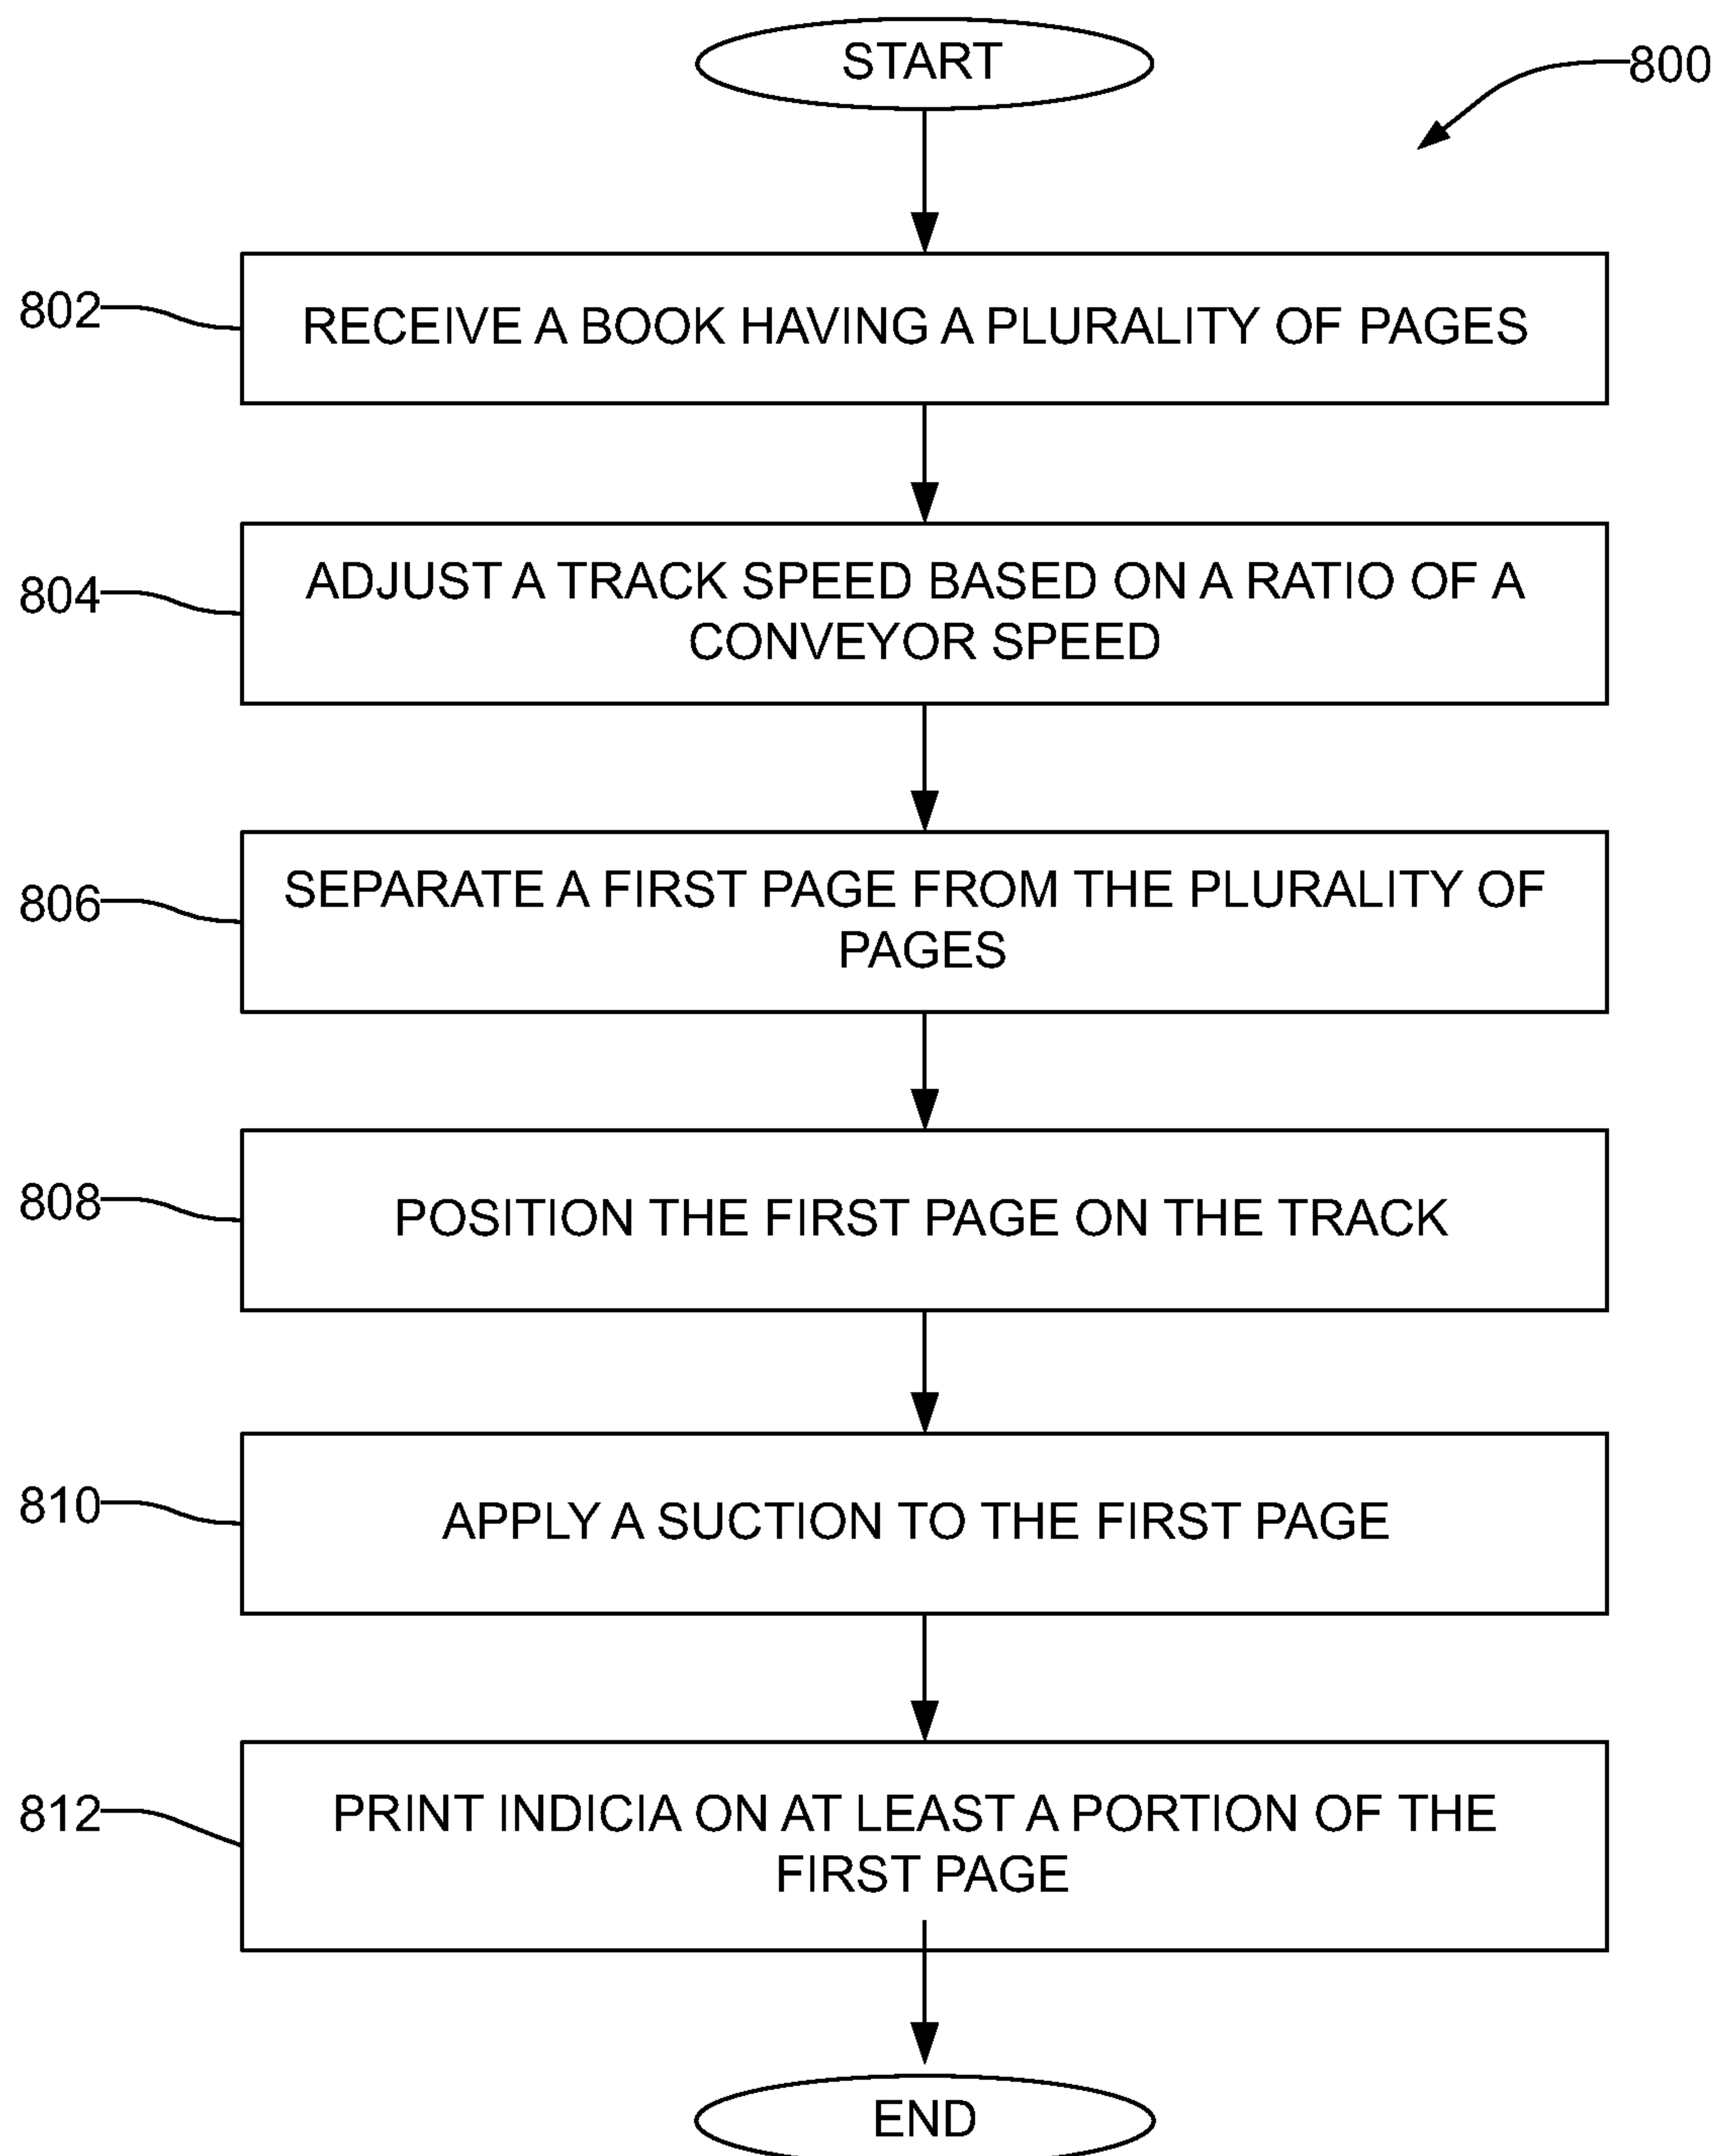 START
800
802
RECEIVE A BOOK HAVING A PLURALITY OF PAGES
804
ADJUST A TRACK SPEED BASED ON A RATIO OF A
CONVEYOR SPEED
806
SEPARATE A FIRST PAGE FROM THE PLURALITY OF
PAGES
808
POSITION THE FIRST PAGE ON THE TRACK
810
APPLY A SUCTION TO THE FIRST PAGE
812
PRINT INDICIA ON AT LEAST A PORTION OF THE
FIRST PAGE
END